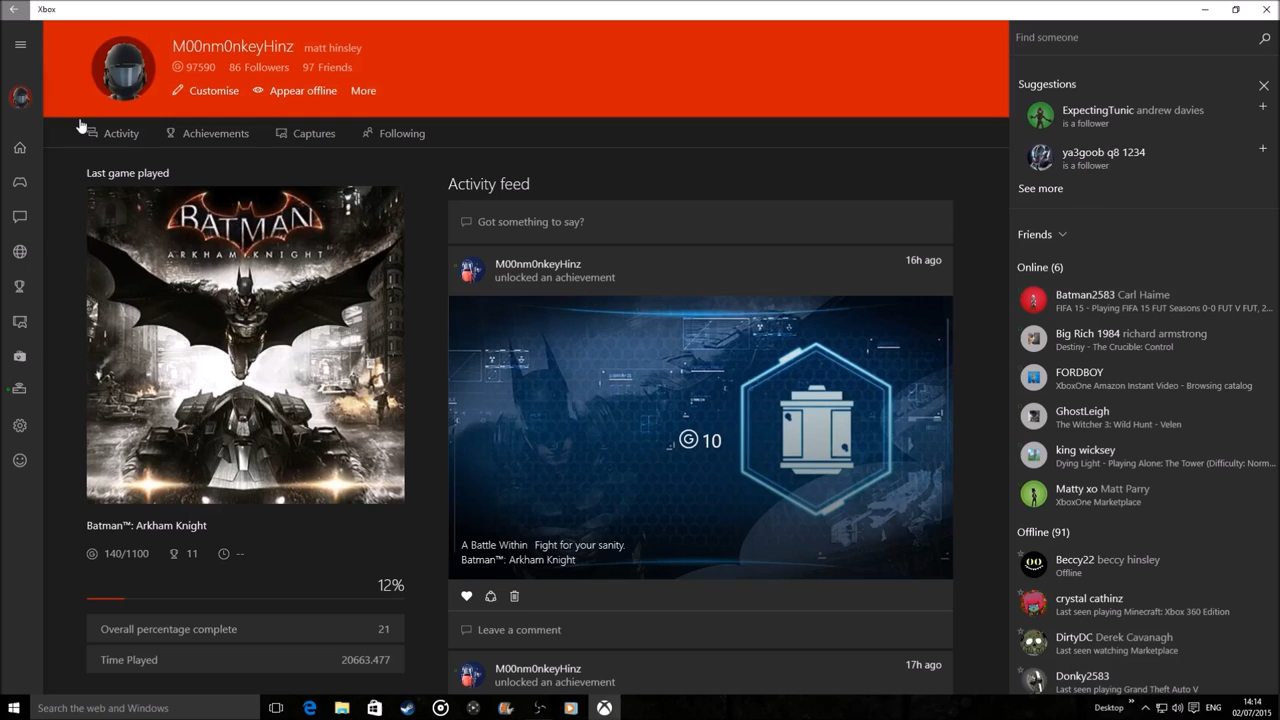 Xbox
M00nm0nkeyHinz matt hinsley
97590 86 Followers 97 Friends
Customise Appear offline More
Activity Achievements Captures Following
Last game played
BATMAN
ARKHAM KNIGHT
Batman™: Arkham Knight
140/1100 11 --
12%
Overall percentage complete 21
Time Played 20663.477
Activity feed
Got something to say?
M00nm0nkeyHinz 16h ago
unlocked an achievement
G 10
A Battle Within Fight for your sanity.
Batman™: Arkham Knight
Leave a comment
M00nm0nkeyHinz 17h ago
unlocked an achievement
Find someone
Suggestions
ExpectingTunic andrew davies
is a follower
ya3goob q8 1234
is a follower
See more
Friends
Online (6)
Batman2583 Carl Haime
FIFA 15 - Playing FIFA 15 FUT Seasons 0-0 FUT V FUT, 2...
Big Rich 1984 richard armstrong
Destiny - The Crucible: Control
FORDBOY
XboxOne Amazon Instant Video - Browsing catalog
GhostLeigh
The Witcher 3: Wild Hunt - Velen
king wicksey
Dying Light - Playing Alone: The Tower (Difficulty: Norm...
Matty xo Matt Parry
XboxOne Marketplace
Offline (91)
Beccy22 beccy hinsley
Offline
crystal cathinz
Last seen playing Minecraft: Xbox 360 Edition
DirtyDC Derek Cavanagh
Last seen watching Marketplace
Donky2583
Last seen playing Grand Theft Auto V
Search the web and Windows
Desktop » ENG 14:14
02/07/2015